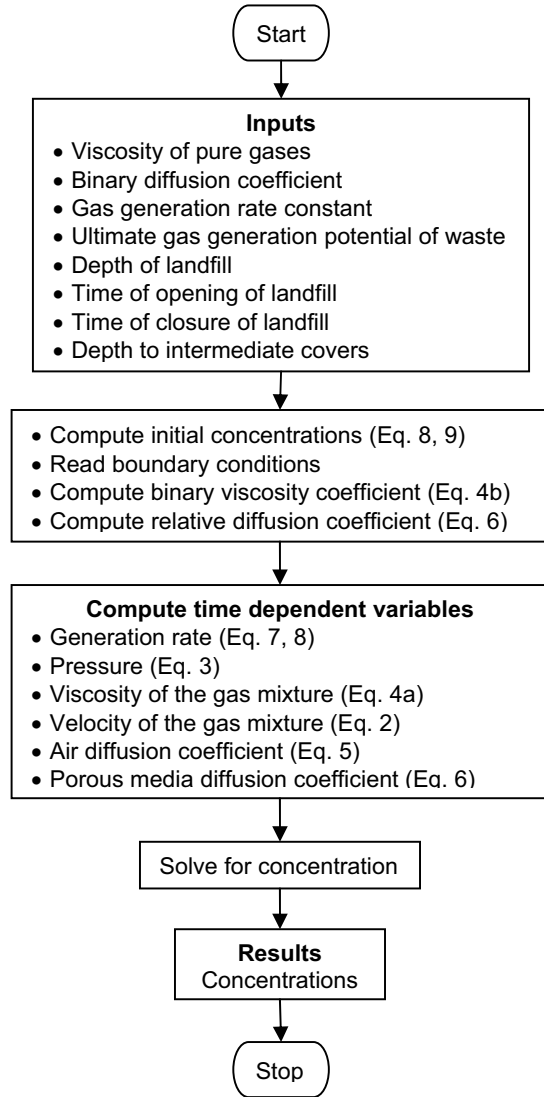 Start
Inputs
• Viscosity of pure gases
• Binary diffusion coefficient
• Gas generation rate constant
• Ultimate gas generation potential of waste
• Depth of landfill
• Time of opening of landfill
• Time of closure of landfill
• Depth to intermediate covers
• Compute initial concentrations (Eq. 8, 9)
• Read boundary conditions
• Compute binary viscosity coefficient (Eq. 4b)
• Compute relative diffusion coefficient (Eq. 6)
Compute time dependent variables
• Generation rate (Eq. 7, 8)
• Pressure (Eq. 3)
• Viscosity of the gas mixture (Eq. 4a)
• Velocity of the gas mixture (Eq. 2)
• Air diffusion coefficient (Eq. 5)
• Porous media diffusion coefficient (Eq. 6)
Solve for concentration
Results
Concentrations
Stop